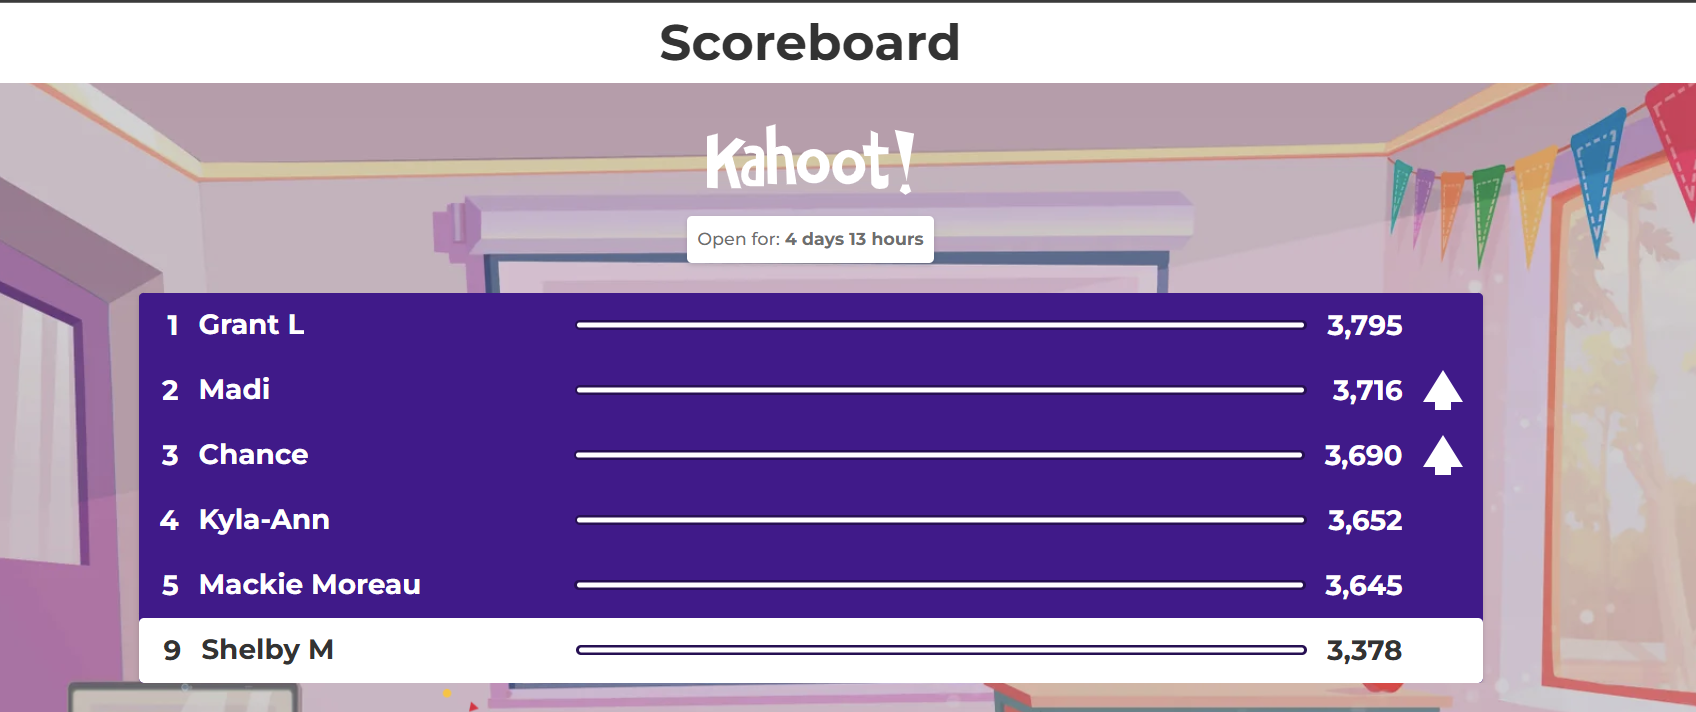 Scoreboard
Kahoot!
Open for: 4 days 13 hours
1 Grant L 3,795
2 Madi 3,716
3 Chance 3,690
4 Kyla-Ann 3,652
5 Mackie Moreau 3,645
9 Shelby M 3,378